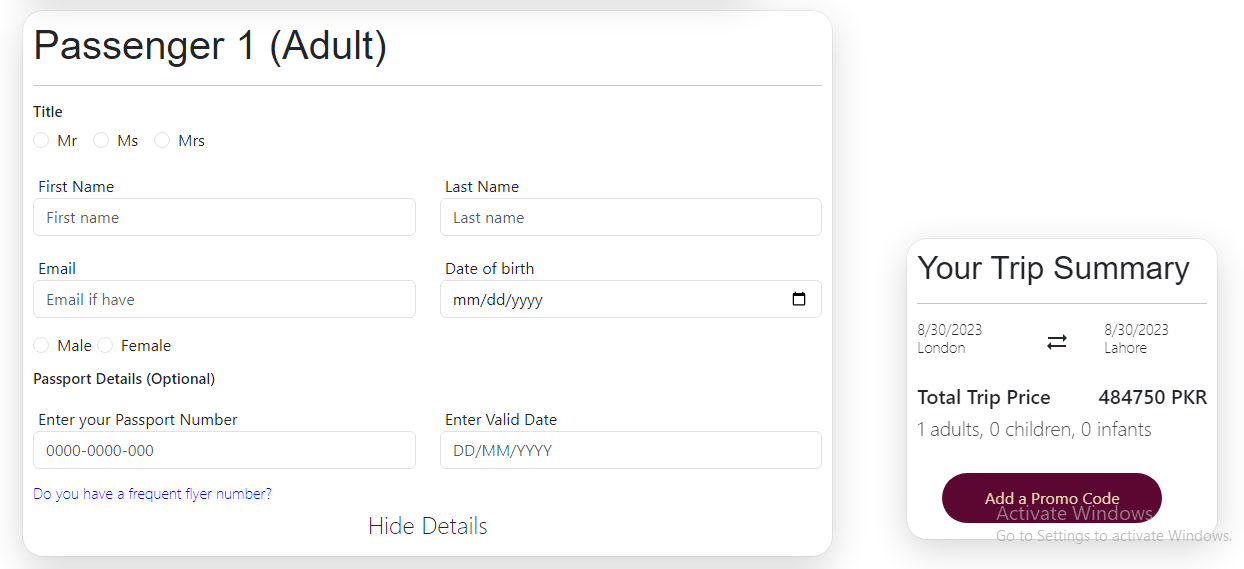 Passenger 1 (Adult)
Title
Mr Ms Mrs
First Name Last Name
First name Last name
Email Date of birth
Email if have mm/dd/yyyy
Male Female
Passport Details (Optional)
Enter your Passport Number Enter Valid Date
0000-0000-000 DD/MM/YYYY
Do you have a frequent flyer number?
Hide Details
Your Trip Summary
8/30/2023 8/30/2023
London Lahore
Total Trip Price 484750 PKR
1 adults, 0 children, 0 infants
Add a Promo Code
Activate Windows
Go to Settings to activate Windows.